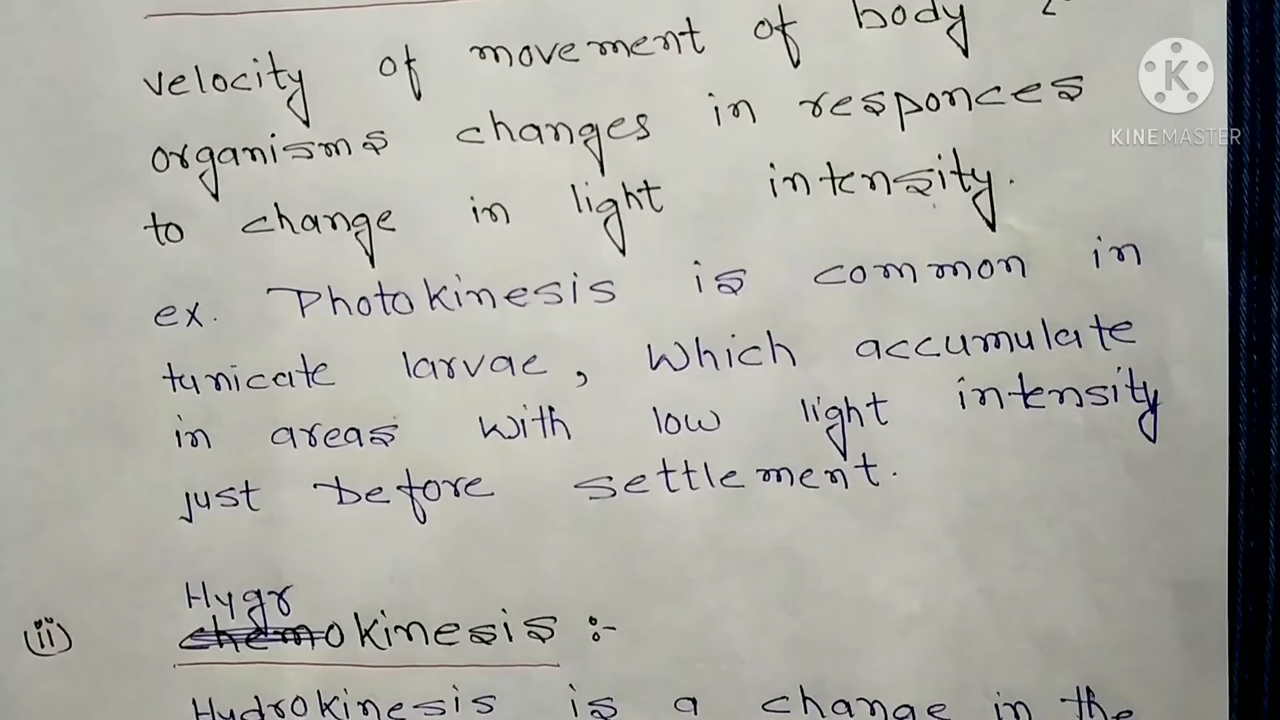 velocity of movement of body
organisms changes in responces
to change in light intensity.
ex. Photokinesis is common in
tunicate larvae, which accumulate
in areas with low light intensity
just before settlement.
Hygr
(ii) chemokinesis :-
Hydrokinesis is a change in the
K
KINEMASTER